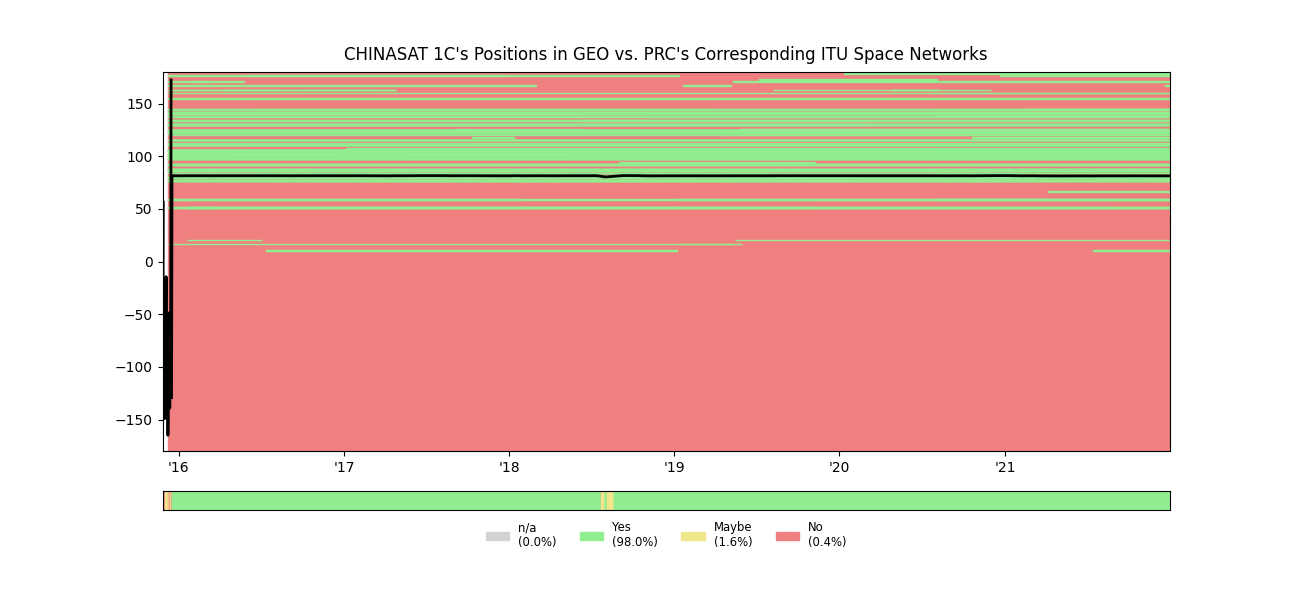 CHINASAT 1C's Positions in GEO vs. PRC's Corresponding ITU Space Networks
150
100
50
0
−50
−100
−150
'16 '17 '18 '19 '20 '21
n/a Yes Maybe No
(0.0%) (98.0%) (1.6%) (0.4%)